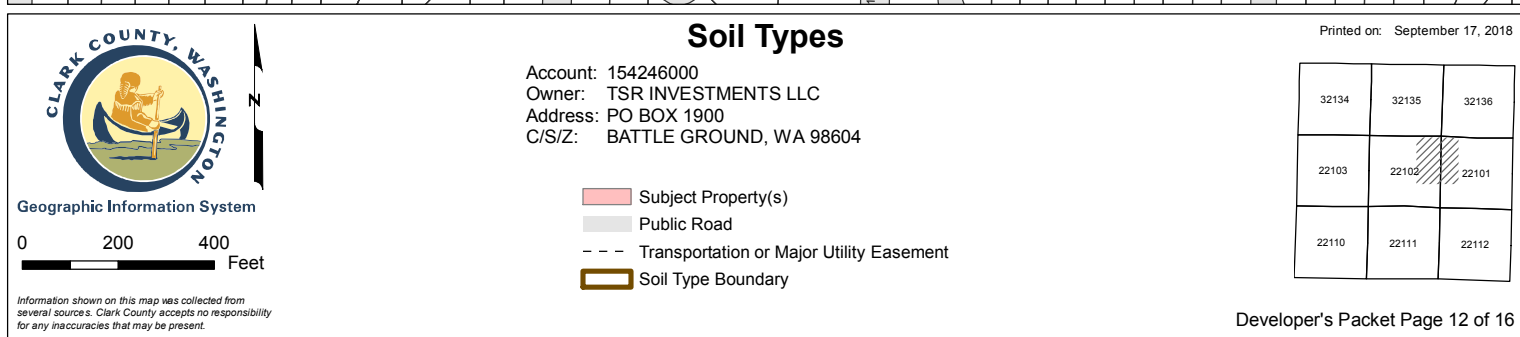 CLARK COUNTY, WASHINGTON
Geographic Information System
0 200 400
Feet
Information shown on this map was collected from
several sources. Clark County accepts no responsibility
for any inaccuracies that may be present.
N
Soil Types
Account: 154246000
Owner: TSR INVESTMENTS LLC
Address: PO BOX 1900
C/S/Z: BATTLE GROUND, WA 98604
Subject Property(s)
Public Road
Transportation or Major Utility Easement
Soil Type Boundary
Printed on: September 17, 2018
32134 32135 32136
22103 22102 22101
22110 22111 22112
Developer's Packet Page 12 of 16